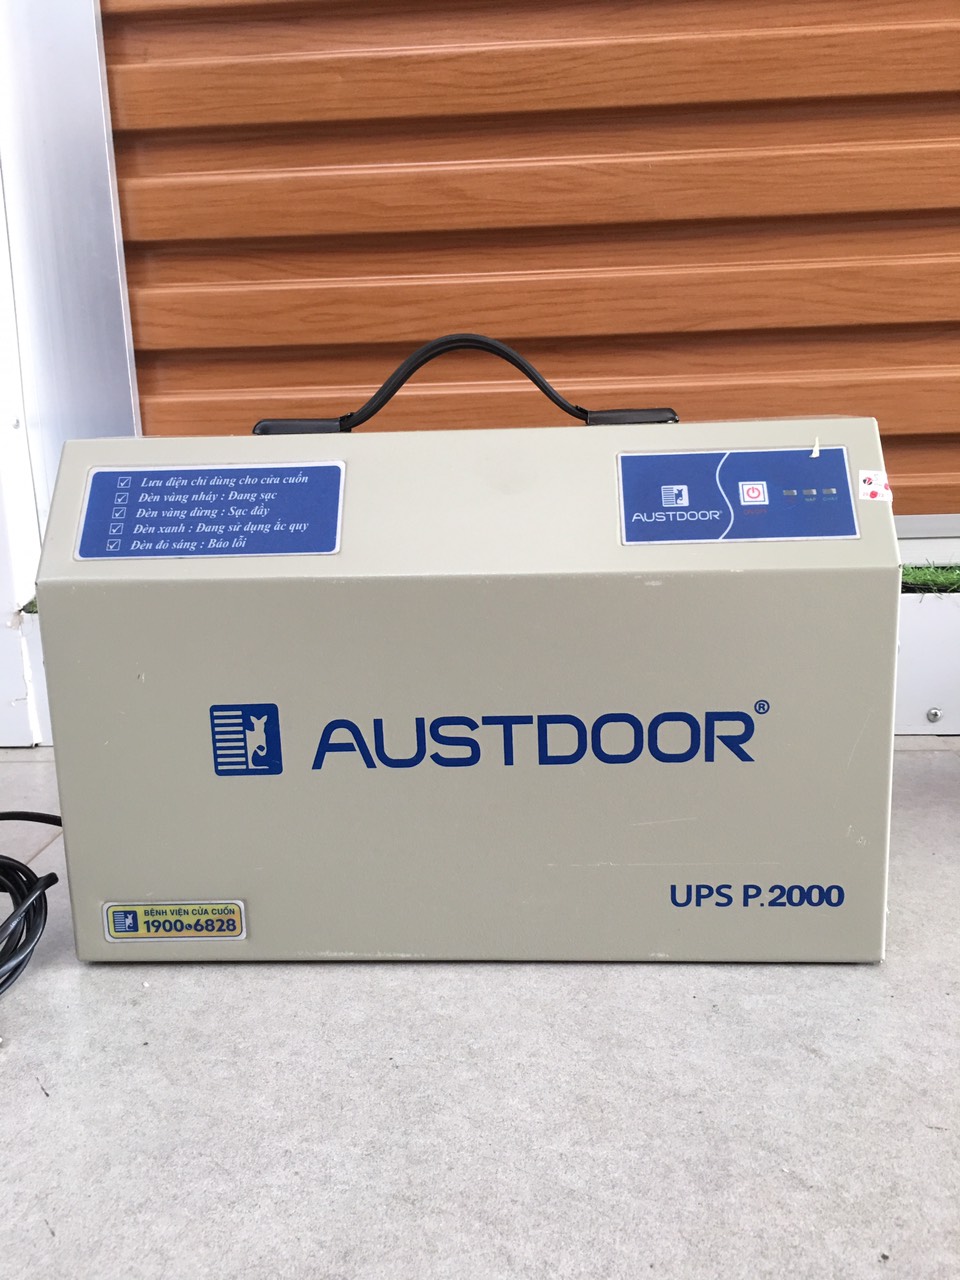 Lưu điện chỉ dùng cho cửa cuốn
Đèn vàng nháy : Đang sạc
Đèn vàng dừng : Sạc đầy
Đèn xanh : Đang sử dụng ắc quy
Đèn đỏ sáng : Báo lỗi
AUSTDOOR®
AUSTDOOR®
UPS P.2000
BỆNH VIỆN CỬA CUỐN
1900 6828